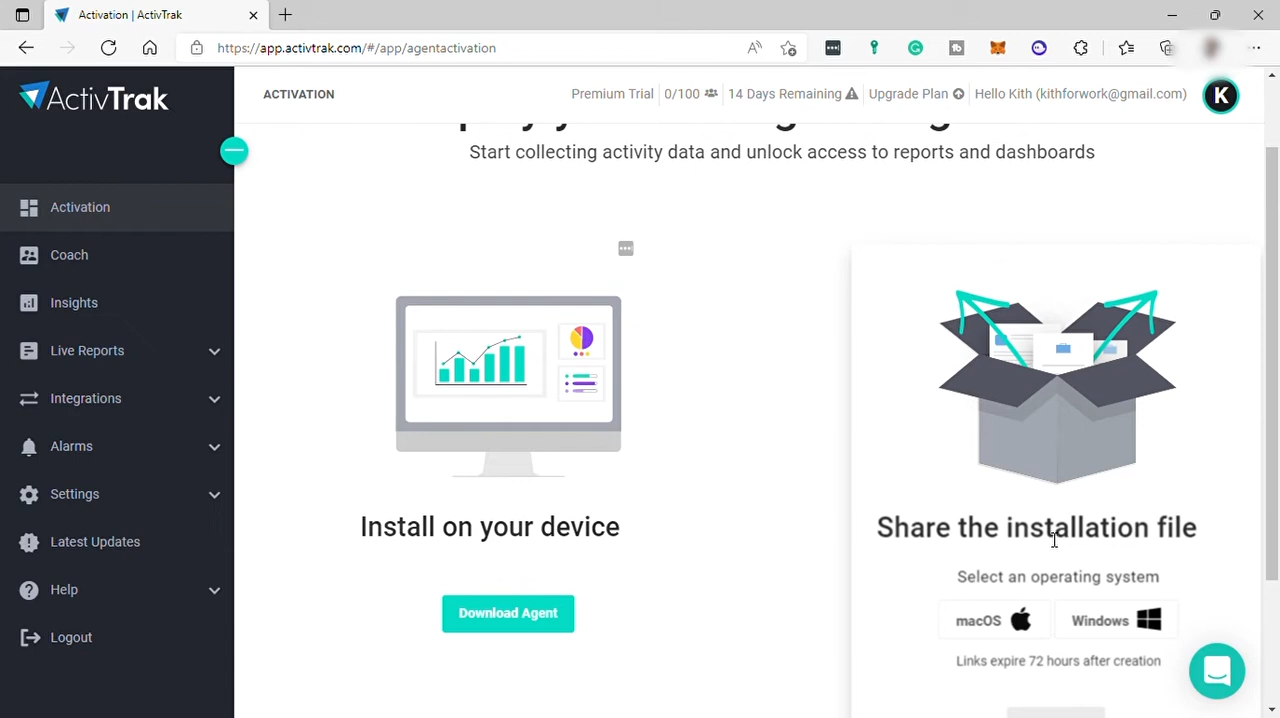 Activation | ActivTrak
https://app.activtrak.com/#/app/agentactivation
ActivTrak
ACTIVATION
Premium Trial
0/100
14 Days Remaining
Upgrade Plan
Hello Kith (kithforwork@gmail.com)
K
Start collecting activity data and unlock access to reports and dashboards
Activation
Coach
Insights
Live Reports
Integrations
Alarms
Settings
Latest Updates
Help
Logout
Install on your device
Download Agent
Share the installation file
Select an operating system
macOS
Windows
Links expire 72 hours after creation